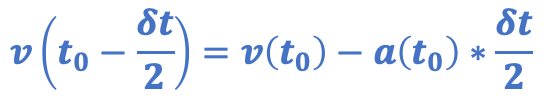 v(t₀ − δt/2) = v(t₀) − a(t₀) * δt/2